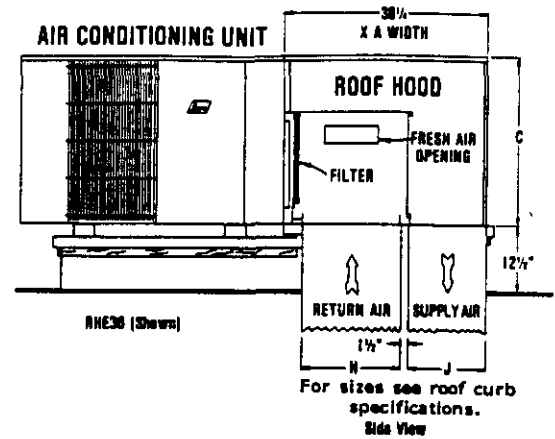 38¼
X A WIDTH
AIR CONDITIONING UNIT
ROOF HOOD
C
FRESH AIR
OPENING
FILTER
12½"
RETURN AIR
SUPPLY AIR
RHE36 (Shown)
1½"
J
For sizes see roof curb
specifications.
Side View